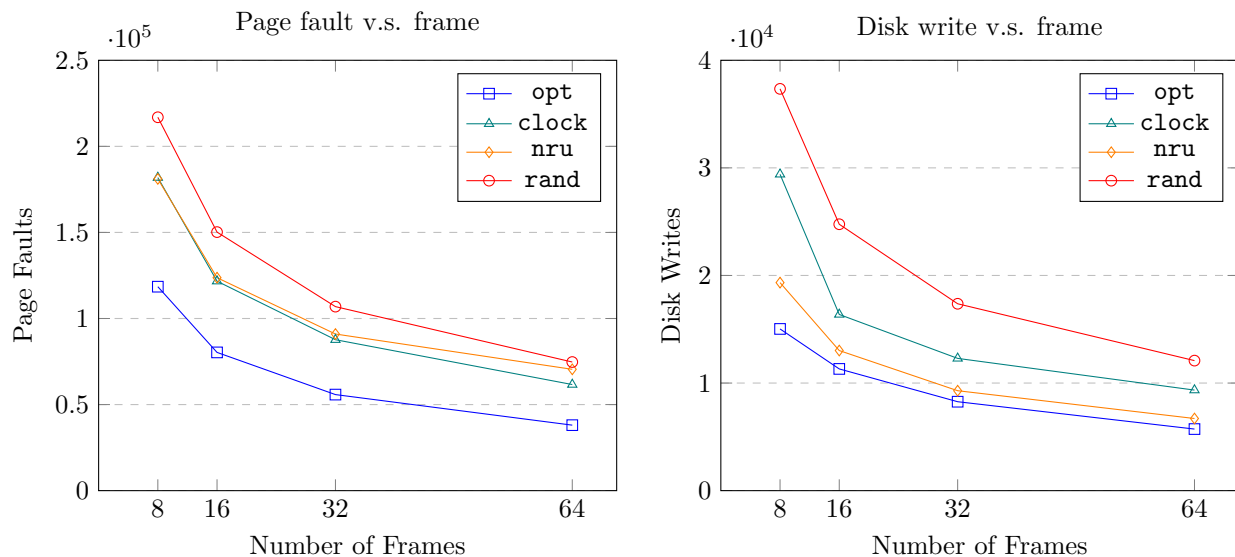 Page fault v.s. frame
·10^5
2.5
2
1.5
1
0.5
0
8 16 32 64
Page Faults
Number of Frames
opt
clock
nru
rand
Disk write v.s. frame
·10^4
4
3
2
1
0
8 16 32 64
Disk Writes
Number of Frames
opt
clock
nru
rand